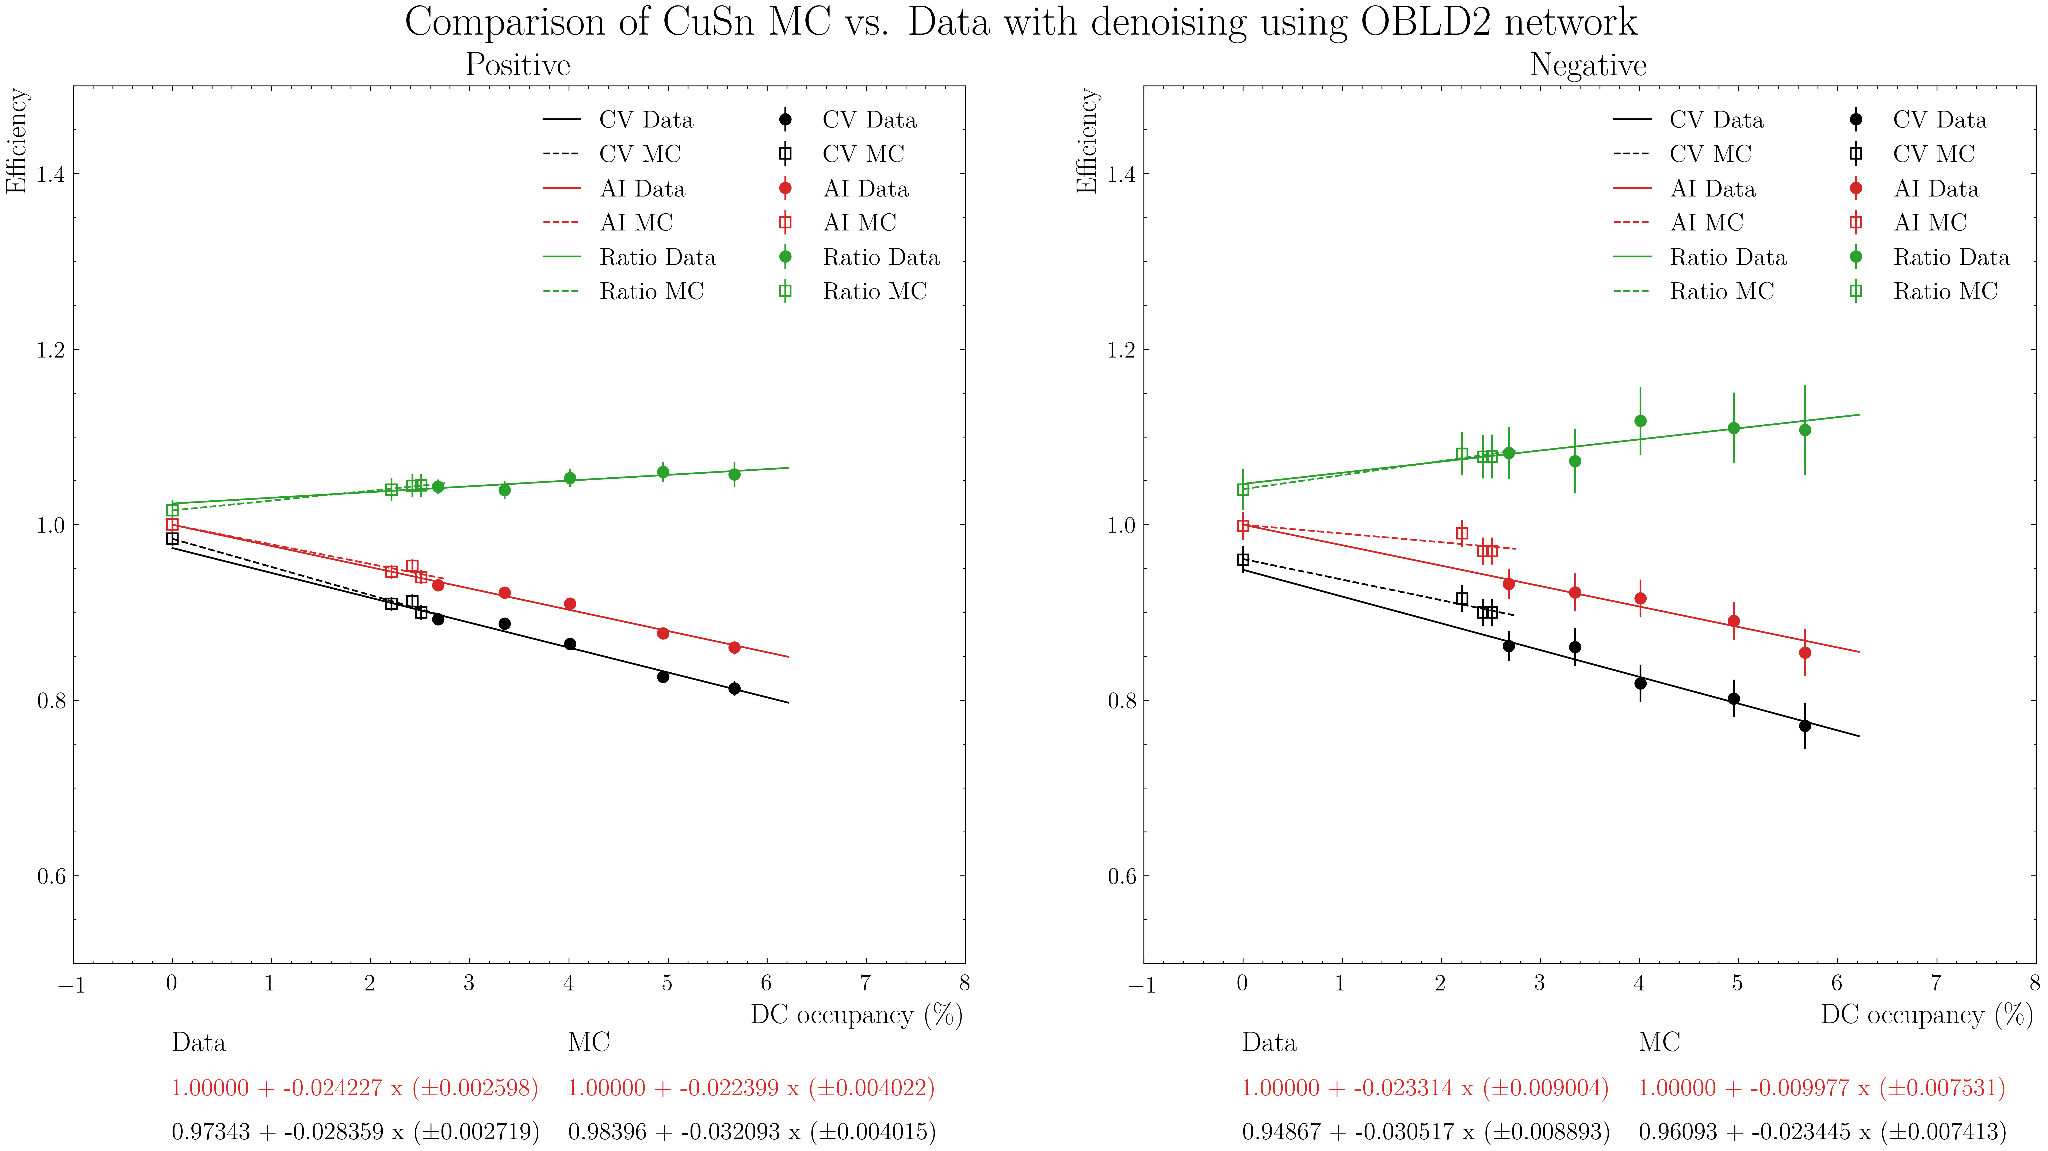 Comparison of CuSn MC vs. Data with denoising using OBLD2 network
Positive
Efficiency
1.4
1.2
1.0
0.8
0.6
CV Data
CV MC
AI Data
AI MC
Ratio Data
Ratio MC
CV Data
CV MC
AI Data
AI MC
Ratio Data
Ratio MC
−1 0 1 2 3 4 5 6 7 8
DC occupancy (%)
Data
1.00000 + -0.024227 x (±0.002598)
0.97343 + -0.028359 x (±0.002719)
MC
1.00000 + -0.022399 x (±0.004022)
0.98396 + -0.032093 x (±0.004015)
Negative
Efficiency
1.4
1.2
1.0
0.8
0.6
CV Data
CV MC
AI Data
AI MC
Ratio Data
Ratio MC
CV Data
CV MC
AI Data
AI MC
Ratio Data
Ratio MC
−1 0 1 2 3 4 5 6 7 8
DC occupancy (%)
Data
1.00000 + -0.023314 x (±0.009004)
0.94867 + -0.030517 x (±0.008893)
MC
1.00000 + -0.009977 x (±0.007531)
0.96093 + -0.023445 x (±0.007413)